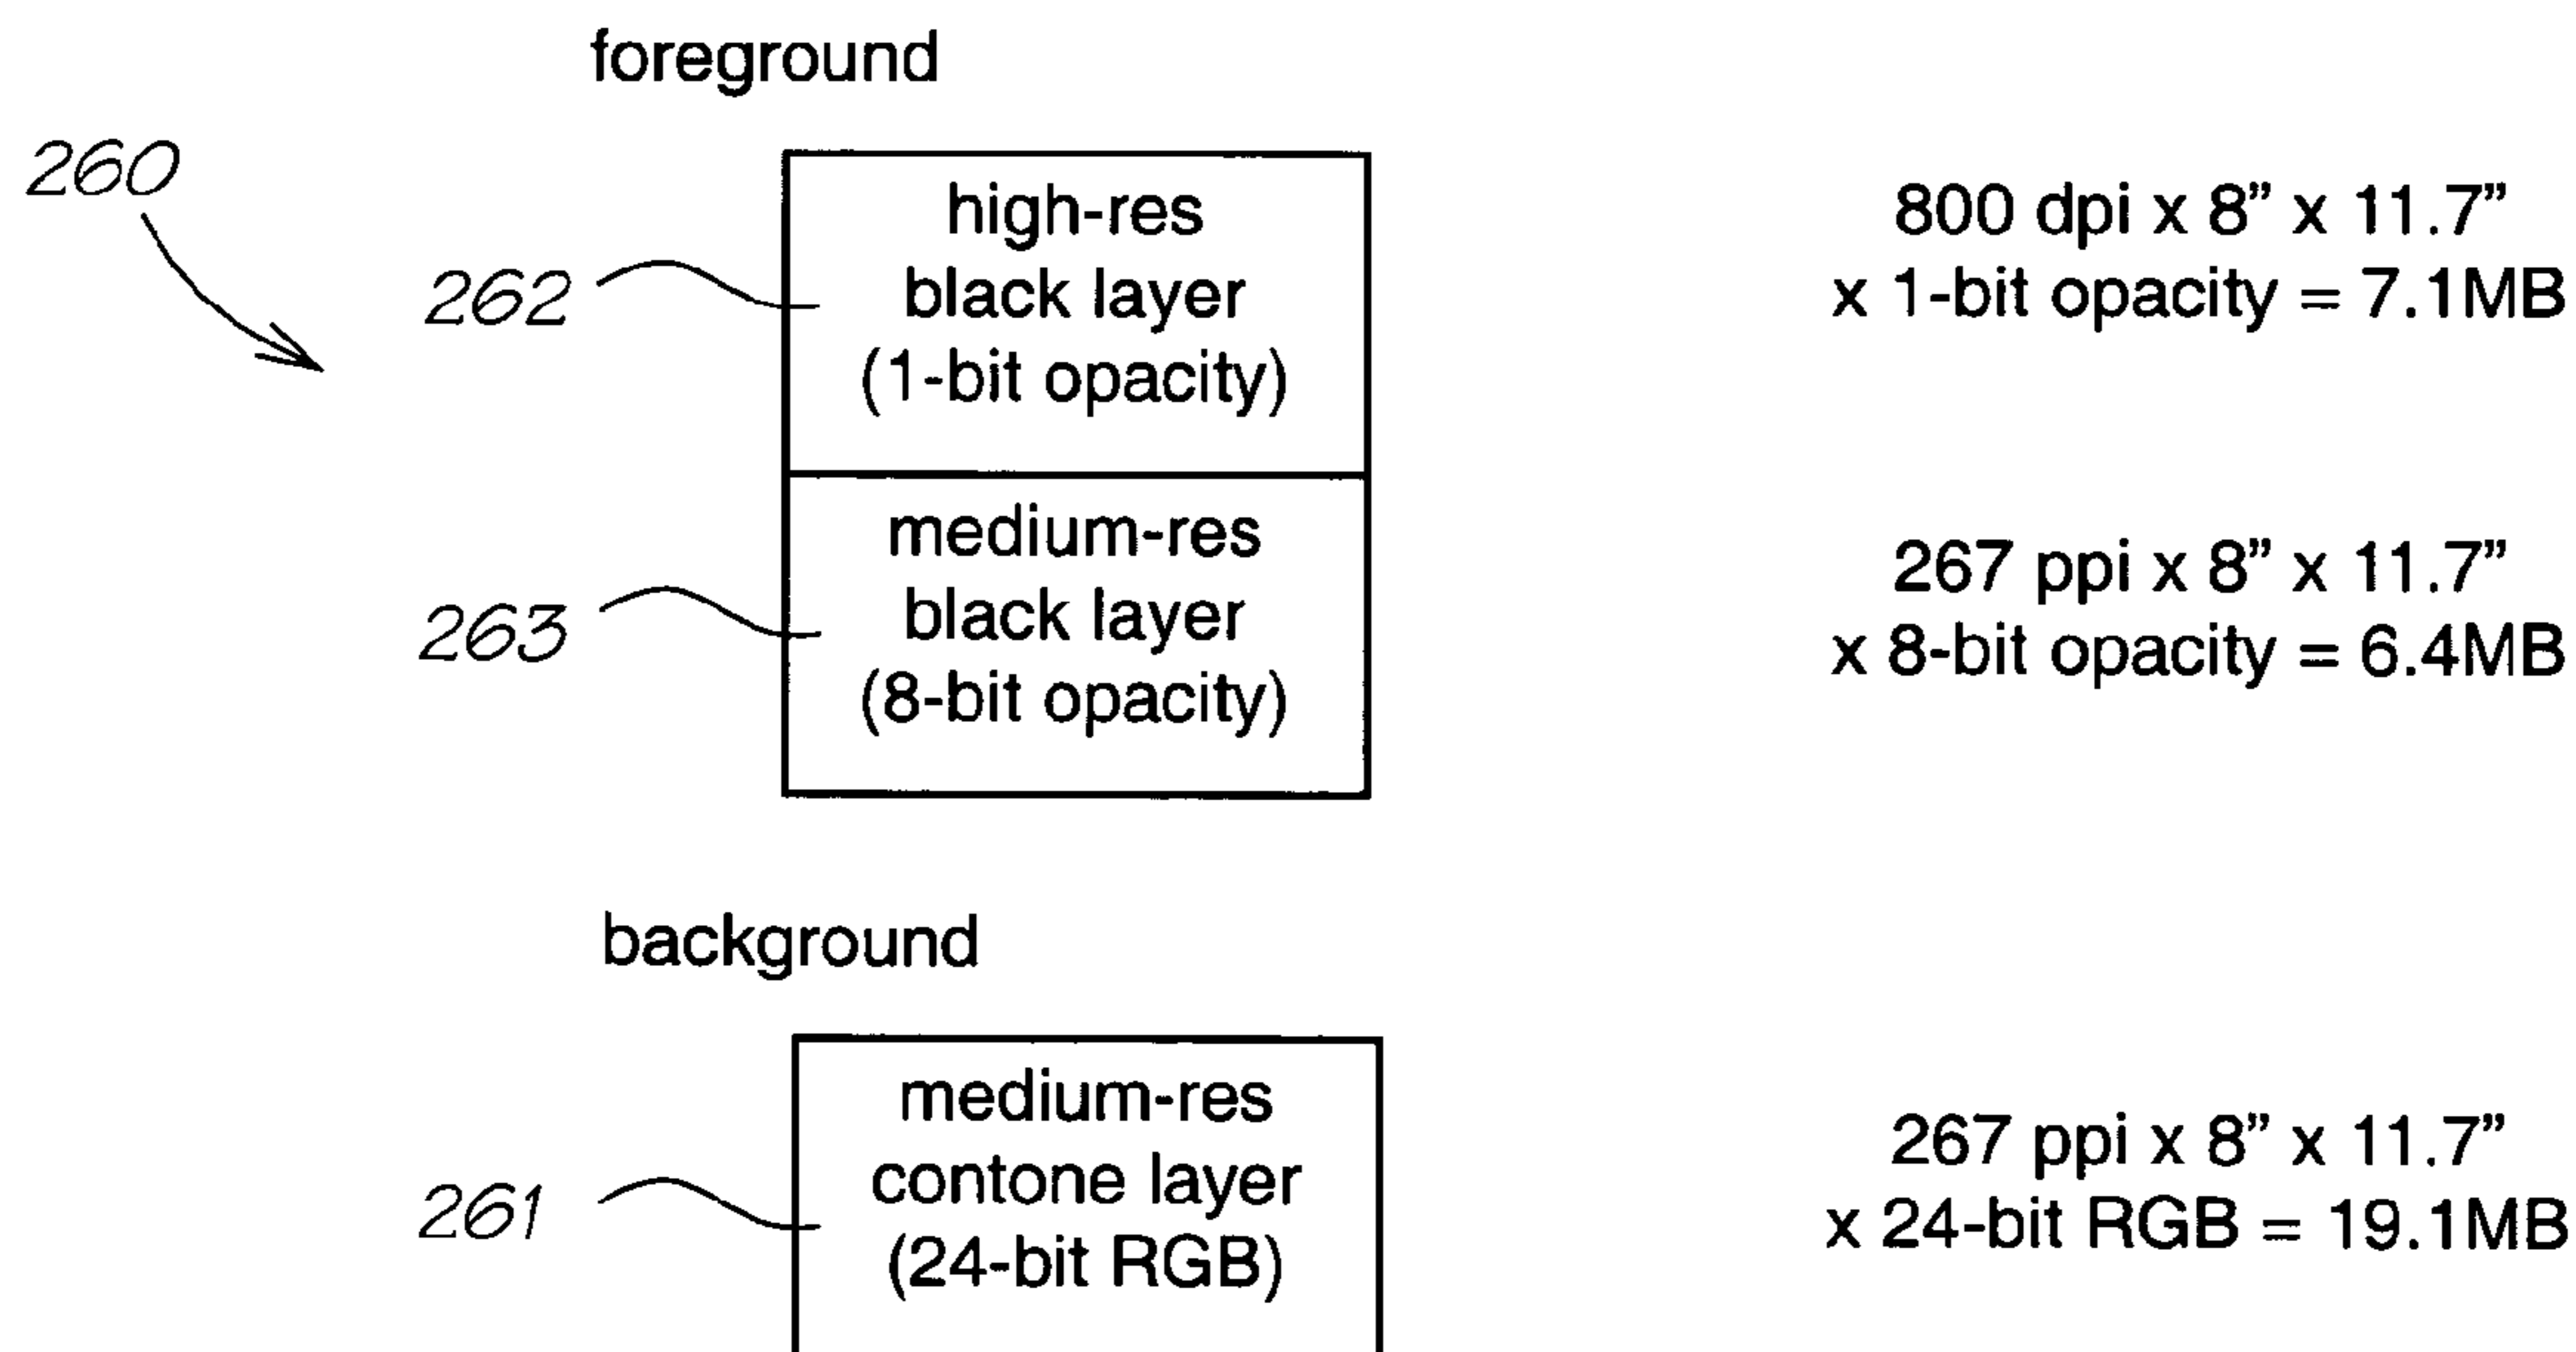 foreground
260
262
high-res
black layer
(1-bit opacity)
800 dpi x 8” x 11.7”
x 1-bit opacity = 7.1MB
263
medium-res
black layer
(8-bit opacity)
267 ppi x 8” x 11.7”
x 8-bit opacity = 6.4MB
background
261
medium-res
contone layer
(24-bit RGB)
267 ppi x 8” x 11.7”
x 24-bit RGB = 19.1MB